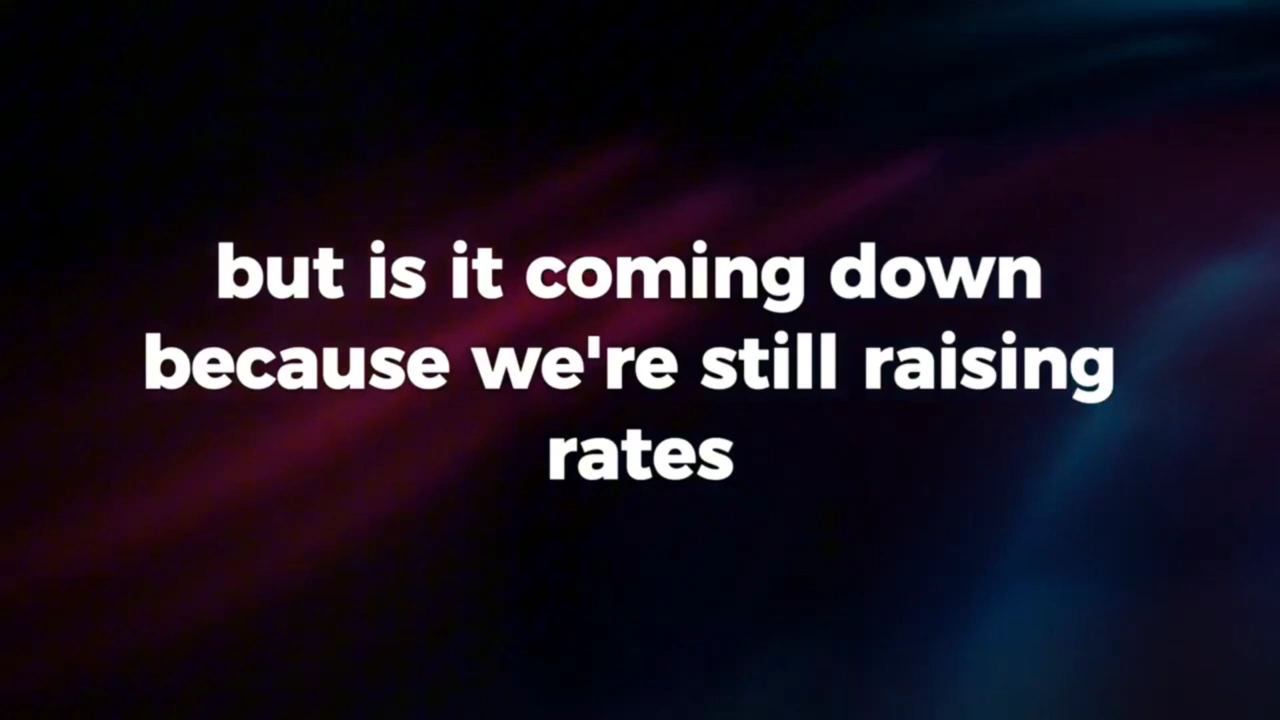 but is it coming down
because we're still raising
rates